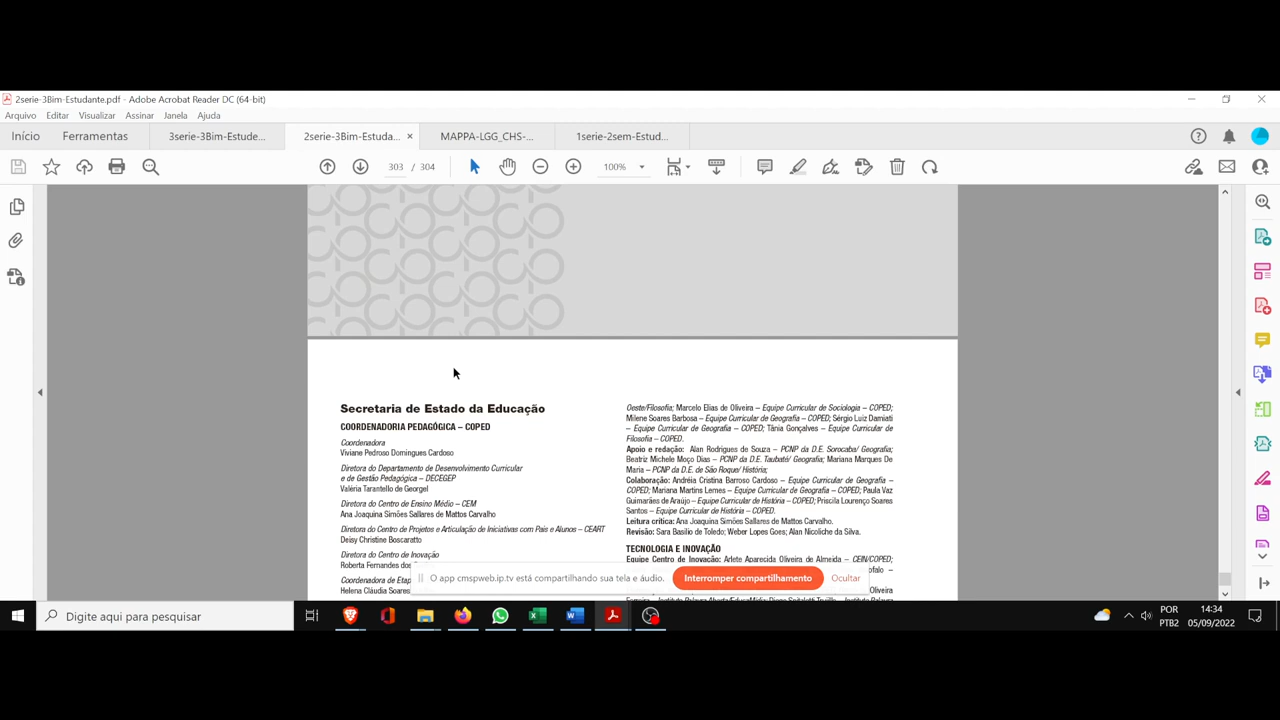 2serie-3Bim-Estudante.pdf - Adobe Acrobat Reader DC (64-bit)
Arquivo Editar Visualizar Assinar Janela Ajuda
Início Ferramentas 3serie-3Bim-Estude... 2serie-3Bim-Estuda... × MAPPA-LGG_CHS-... 1serie-2sem-Estud...
303 / 304 100%
Secretaria de Estado da Educação
COORDENADORIA PEDAGÓGICA – COPED
Coordenadora
Viviane Pedroso Domingues Cardoso
Diretora do Departamento de Desenvolvimento Curricular
e de Gestão Pedagógica – DECEGEP
Valéria Tarantello de Georgel
Diretora do Centro de Ensino Médio – CEM
Ana Joaquina Simões Sallares de Mattos Carvalho
Diretora do Centro de Projetos e Articulação de Iniciativas com Pais e Alunos – CEART
Deisy Christine Boscaratto
Diretora do Centro de Inovação
Roberta Fernandes dos
Coordenadora de Etap
Helena Cláudia Soares
Oeste/Filosofia; Marcelo Elias de Oliveira – Equipe Curricular de Sociologia – COPED;
Milene Soares Barbosa – Equipe Curricular de Geografia – COPED; Sérgio Luiz Damiati
– Equipe Curricular de Geografia – COPED; Tânia Gonçalves – Equipe Curricular de
Filosofia – COPED.
Apoio e redação: Alan Rodrigues de Souza – PCNP da D.E. Sorocaba/ Geografia;
Beatriz Michele Moço Dias – PCNP da D.E. Taubaté/ Geografia; Mariana Marques De
Maria – PCNP da D.E. de São Roque/ História;
Colaboração: Andréia Cristina Barroso Cardoso – Equipe Curricular de Geografia –
COPED; Mariana Martins Lemes – Equipe Curricular de Geografia – COPED; Paula Vaz
Guimarães de Araújo – Equipe Curricular de História – COPED; Priscila Lourenço Soares
Santos – Equipe Curricular de História – COPED.
Leitura crítica: Ana Joaquina Simões Sallares de Mattos Carvalho.
Revisão: Sara Basilio de Toledo; Weber Lopes Goes; Alan Nicoliche da Silva.
TECNOLOGIA E INOVAÇÃO
Equipe Centro de Inovação: Arlete Aparecida Oliveira de Almeida – CEIN/COPED;
O app cmspweb.ip.tv está compartilhando sua tela e áudio. Interromper compartilhamento Ocultar
Digite aqui para pesquisar
POR 14:34
PTB2 05/09/2022